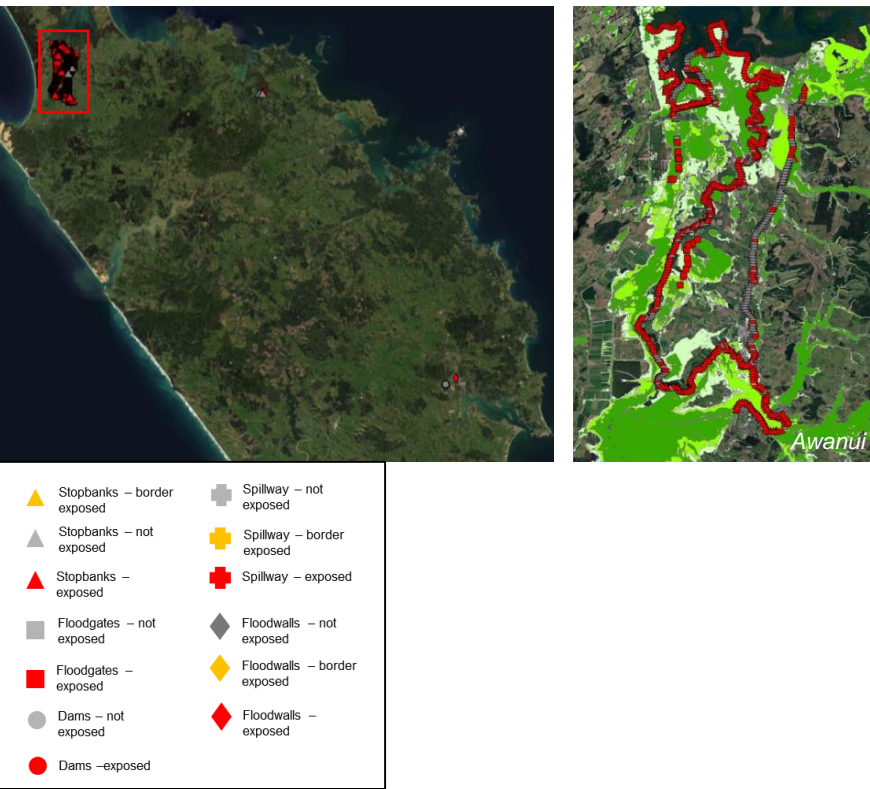 Awanui
Stopbanks – border
exposed
Stopbanks – not
exposed
Stopbanks –
exposed
Floodgates – not
exposed
Floodgates –
exposed
Dams – not
exposed
Dams –exposed
Spillway – not
exposed
Spillway – border
exposed
Spillway – exposed
Floodwalls – not
exposed
Floodwalls – border
exposed
Floodwalls –
exposed